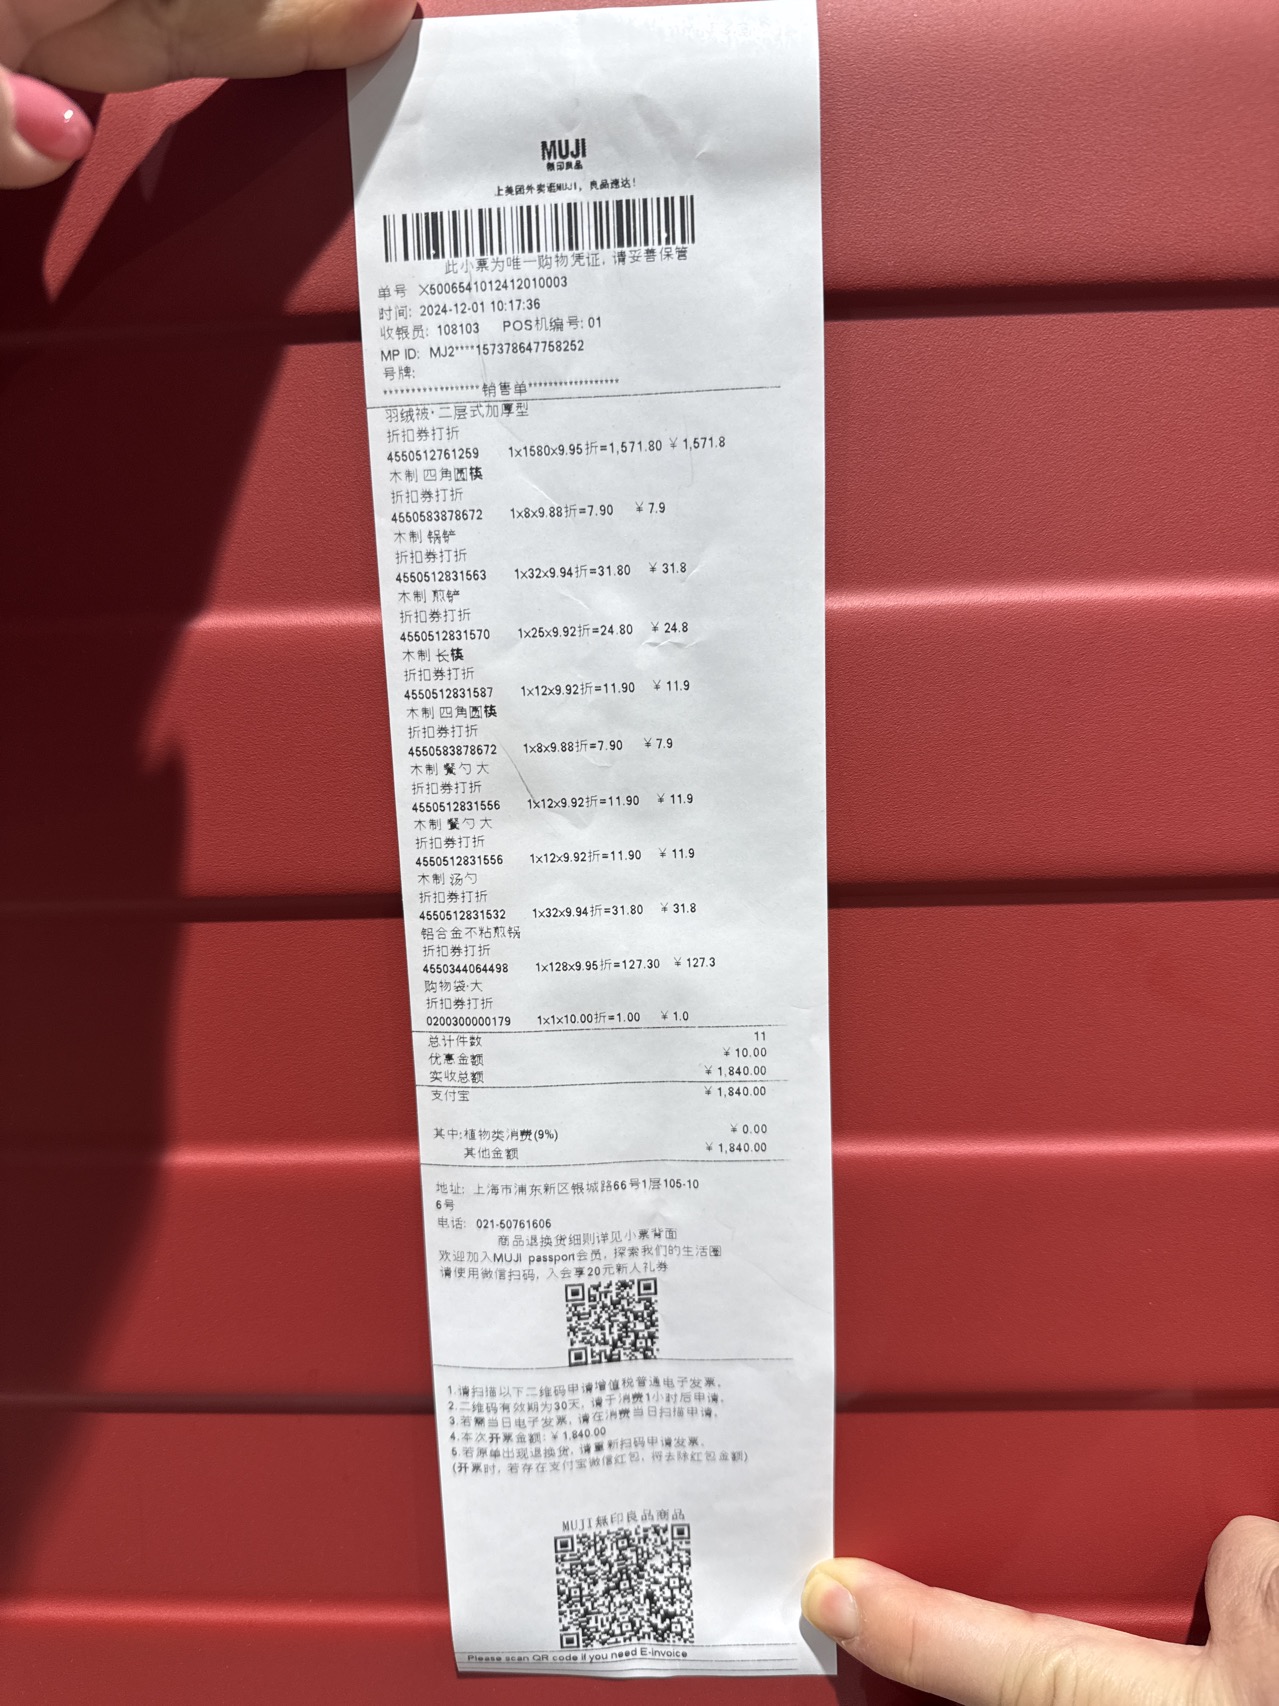 MUJI
無印良品
上美团外卖逛MUJI，良品速达！
此小票为唯一购物凭证，请妥善保管
单号 X5006541012412010003
时间: 2024-12-01 10:17:36
收银员: 108103 POS机编号: 01
MP ID: MJ2****157378647758252
号牌:
******************销售单******************
羽绒被·二层式加厚型
折扣券打折
4550512761259 1x1580x9.95折=1,571.80 ￥1,571.8
木制 四角圆筷
折扣券打折
4550583878672 1x8x9.88折=7.90 ￥7.9
木制 锅铲
折扣券打折
4550512831563 1x32x9.94折=31.80 ￥31.8
木制 煎铲
折扣券打折
4550512831570 1x25x9.92折=24.80 ￥24.8
木制 长筷
折扣券打折
4550512831587 1x12x9.92折=11.90 ￥11.9
木制 四角圆筷
折扣券打折
4550583878672 1x8x9.88折=7.90 ￥7.9
木制 餐勺 大
折扣券打折
4550512831556 1x12x9.92折=11.90 ￥11.9
木制 餐勺 大
折扣券打折
4550512831556 1x12x9.92折=11.90 ￥11.9
木制 汤勺
折扣券打折
4550512831532 1x32x9.94折=31.80 ￥31.8
铝合金不粘煎锅
折扣券打折
4550344064498 1x128x9.95折=127.30 ￥127.3
购物袋·大
折扣券打折
0200300000179 1x1x10.00折=1.00 ￥1.0
总计件数 11
优惠金额 ￥10.00
实收总额 ￥1,840.00
支付宝 ￥1,840.00
其中:植物类消费(9%) ￥0.00
其他金额 ￥1,840.00
地址: 上海市浦东新区银城路66号1层105-10
6号
电话: 021-50761606
商品退换货细则详见小票背面
欢迎加入MUJI passport会员，探索我们的生活圈
请使用微信扫码，入会享20元新人礼券
1.请扫描以下二维码申请增值税普通电子发票。
2.二维码有效期为30天，请于消费1小时后申请。
3.若需当日电子发票，请在消费当日扫描申请。
4.本次开票金额: ￥1,840.00
5.若原单出现退换货，请重新扫码申请发票。
(开票时，若存在支付宝微信红包，待去除红包金额)
MUJI無印良品商品
Please scan QR code if you need E-invoice